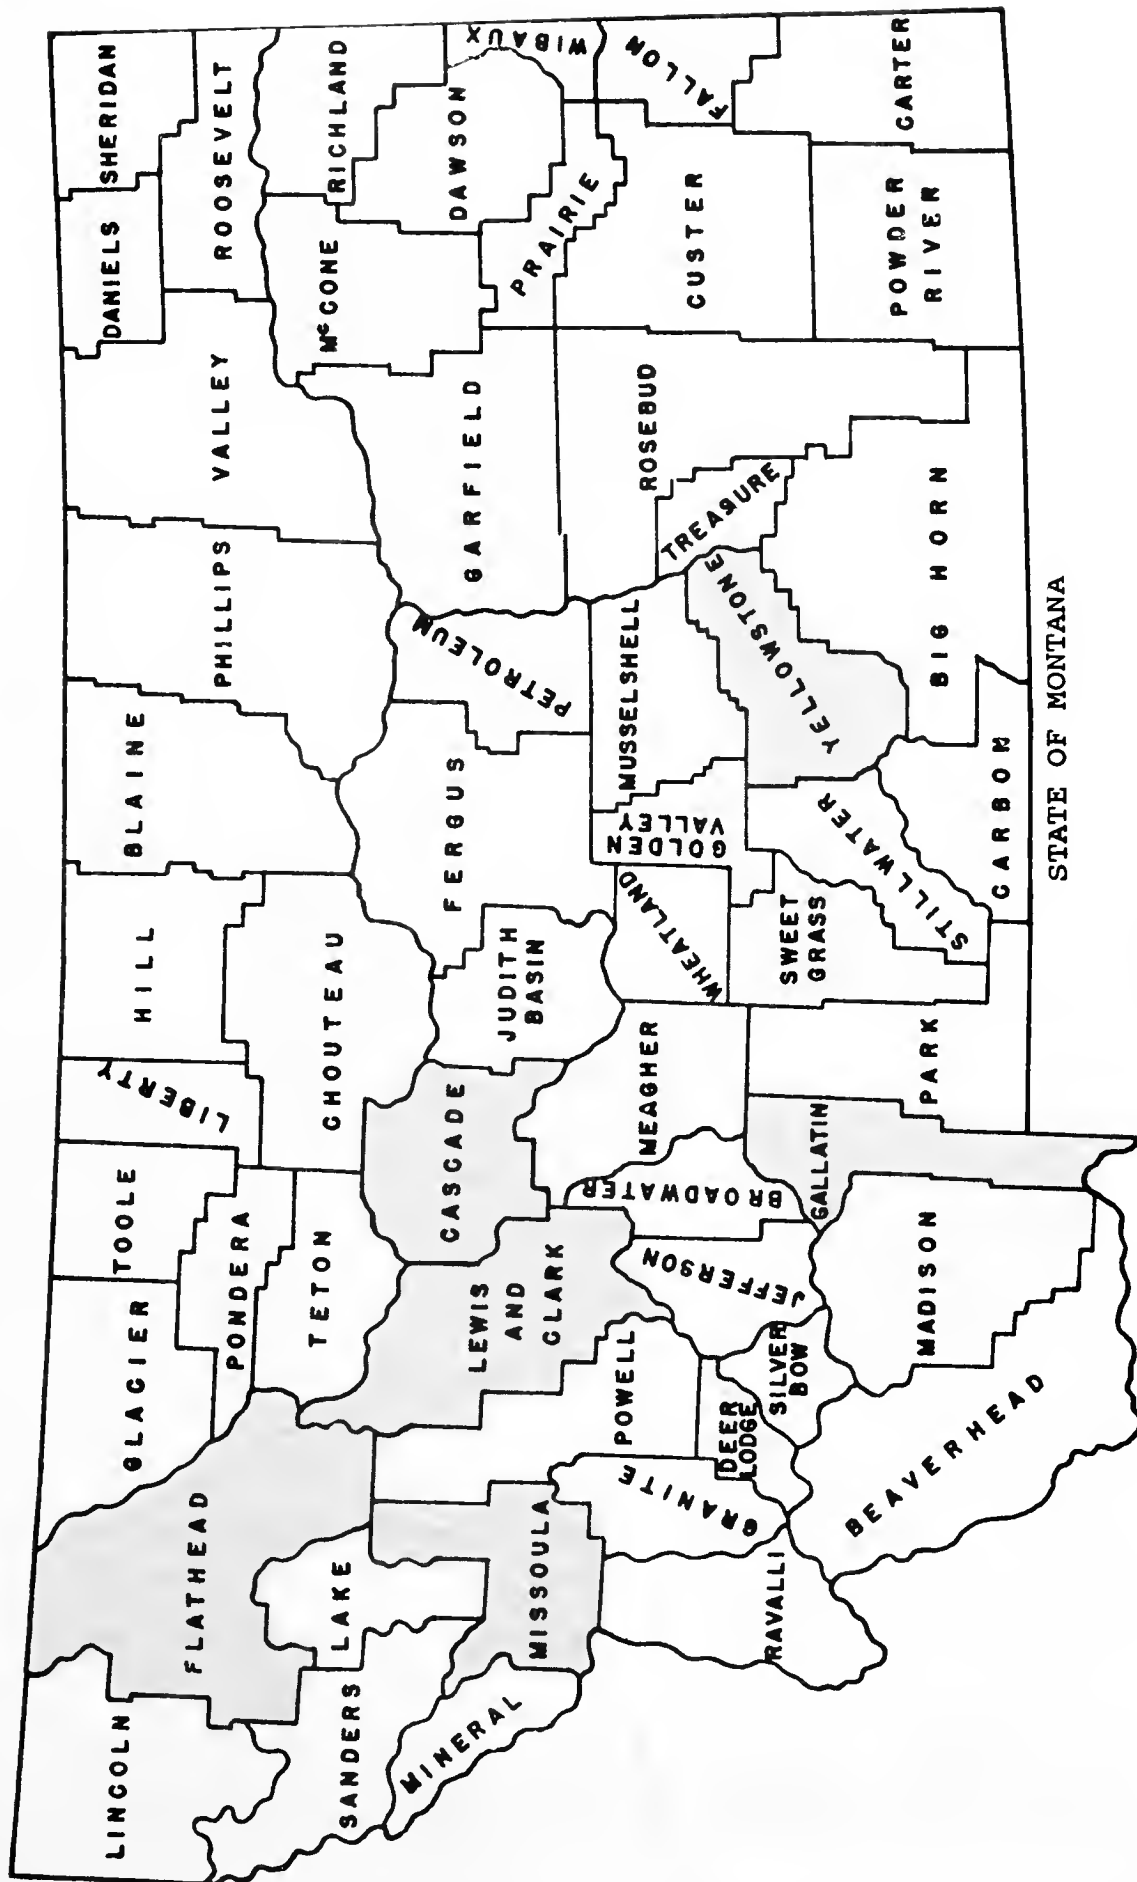 LINCOLN
FLATHEAD
GLACIER
TOOLE
LIBERTY
HILL
BLAINE
PHILLIPS
VALLEY
DANIELS
SHERIDAN
ROOSEVELT
SANDERS
LAKE
PONDERA
TETON
CHOUTEAU
MCCONE
RICHLAND
MINERAL
MISSOULA
POWELL
LEWIS
AND
CLARK
CASCADE
JUDITH
BASIN
FERGUS
PETROLEUM
GARFIELD
DAWSON
WIBAUX
PRAIRIE
RAVALLI
GRANITE
DEER
LODGE
SILVER
BOW
JEFFERSON
BROADWATER
MEAGHER
WHEATLAND
GOLDEN
VALLEY
MUSSELSHELL
ROSEBUD
TREASURE
CUSTER
FALLON
BEAVERHEAD
MADISON
GALLATIN
PARK
SWEET
GRASS
STILLWATER
YELLOWSTONE
CARBON
BIG HORN
POWDER
RIVER
CARTER
STATE OF MONTANA